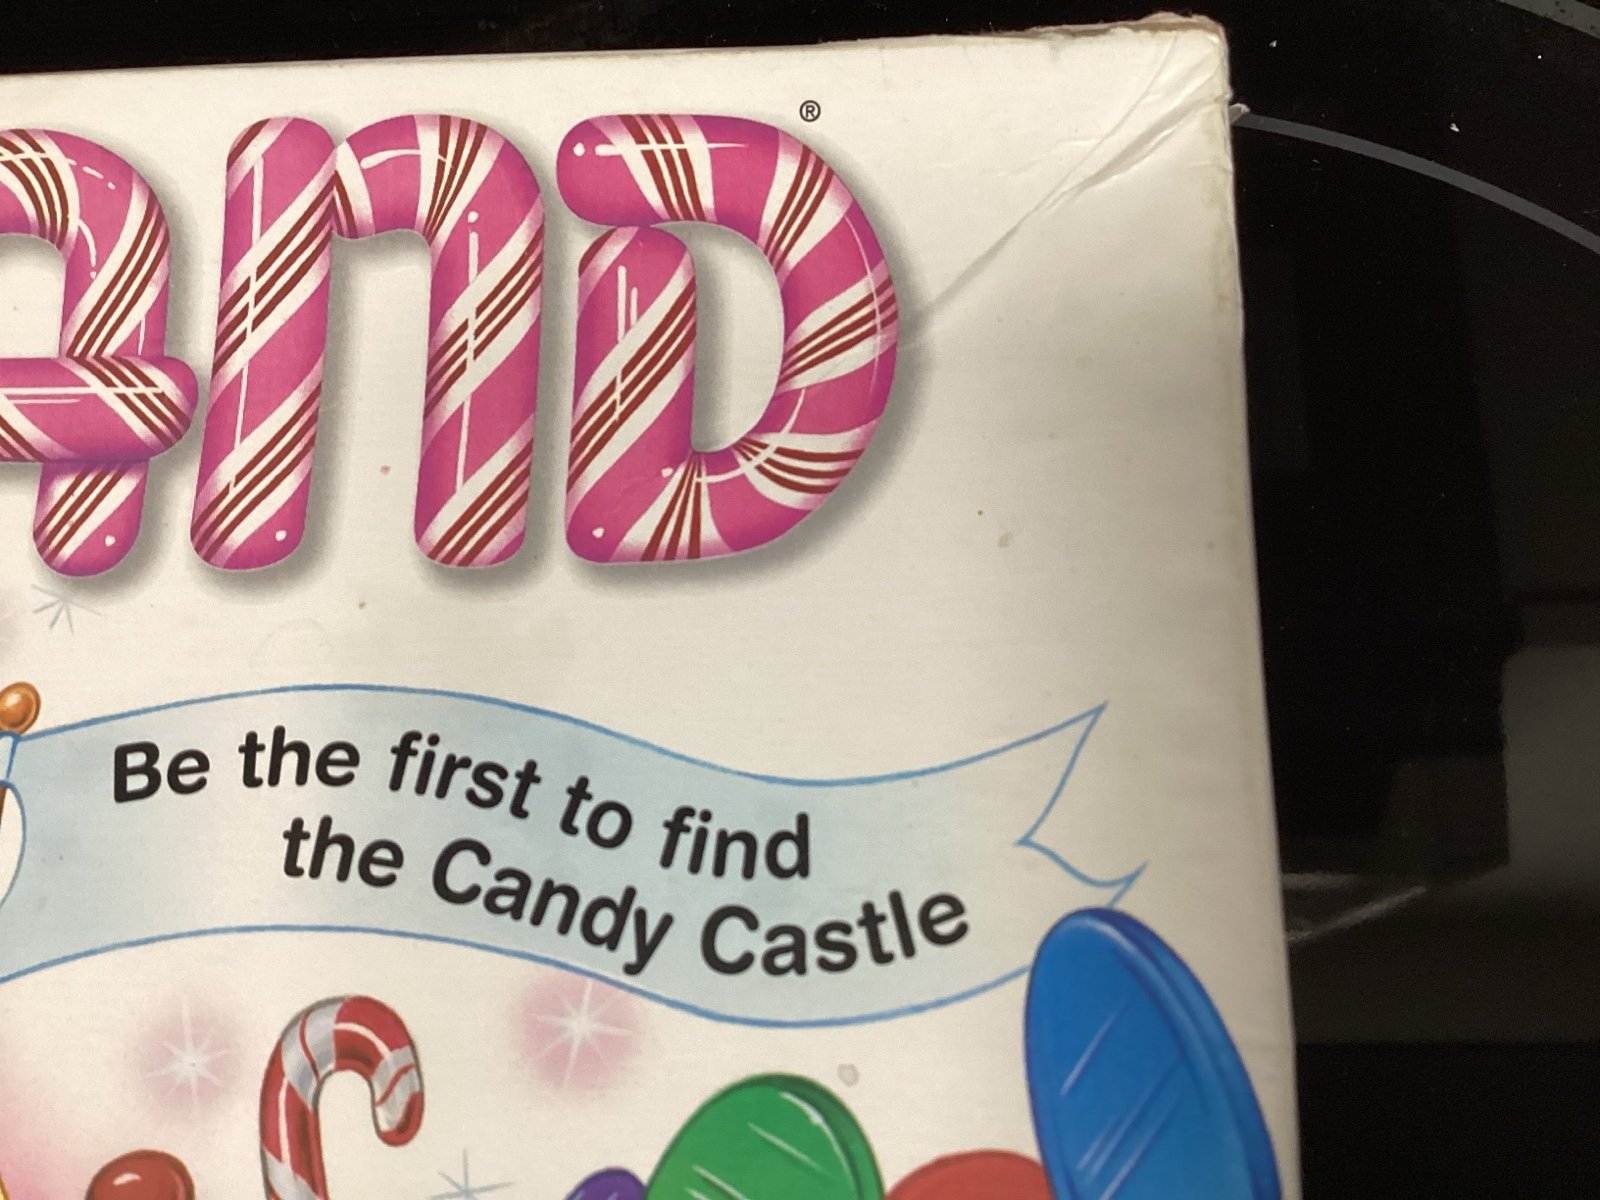 AND®
Be the first to find
the Candy Castle